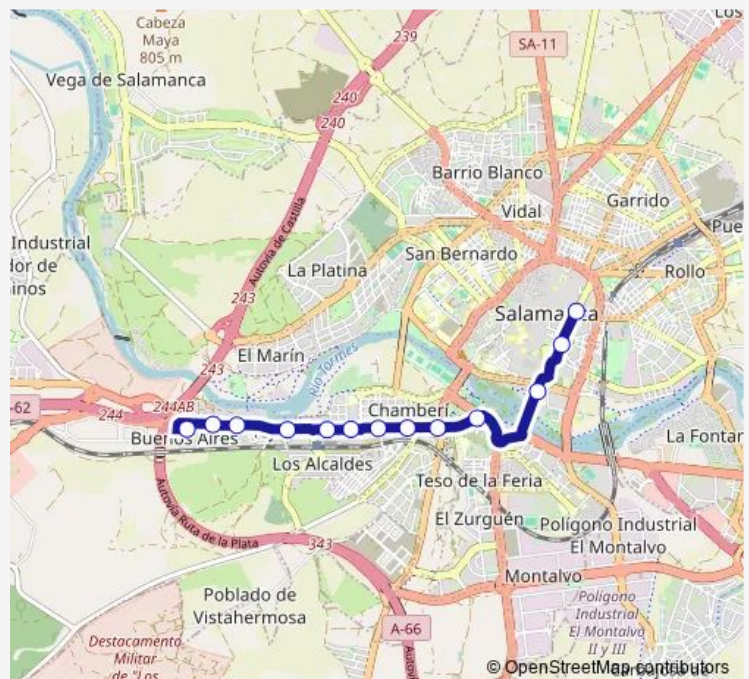 Cabeza
Maya
805 m
239
SA-11
Los
Vega de Salamanca
240
240
Barrio Blanco
Garrido
Vidal
Industrial
dor de
inos
Autovía de Castilla
La Platina
San Bernardo
Pue
Rollo
243
Salamanca
243
El Marín
Río Tormes
-62
244
244AB
Chamberí
Buenos Aires
Los Alcaldes
La Fontan
Teso de la Feria
El Zurguén
Polígono Industrial
El Montalvo
Autovía Ruta de la Plata
343
Montalvo
Poblado de
Vistahermosa
Polígono
Industrial
El Montalvo
II y III
A-66
Destacamento
Militar
de "Los
Autoví
© OpenStreetMap contributors